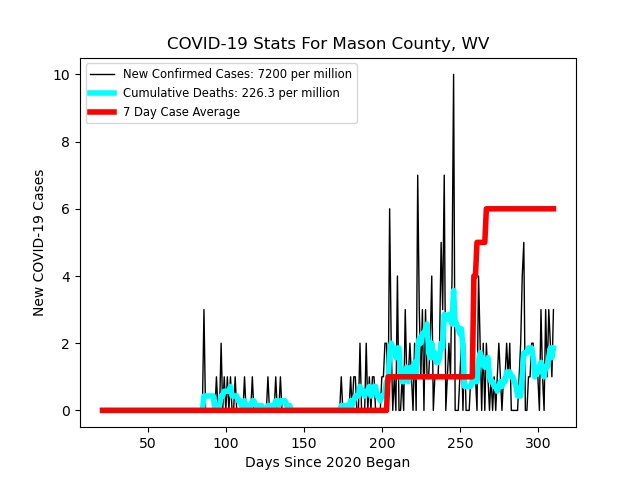 COVID-19 Stats For Mason County, WV
New Confirmed Cases: 7200 per million
Cumulative Deaths: 226.3 per million
7 Day Case Average
New COVID-19 Cases
10
8
6
4
2
0
50 100 150 200 250 300
Days Since 2020 Began